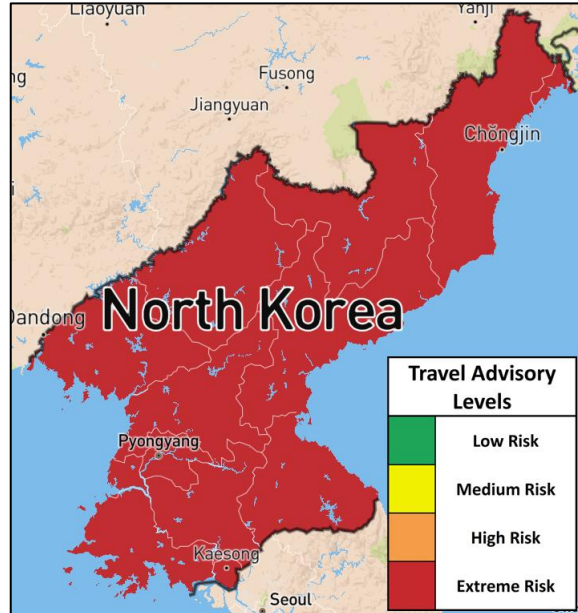 Liaoyuan
Yanji
Fusong
Jiangyuan
Chŏngjin
North Korea
Dandong
Travel Advisory
Levels
Low Risk
Medium Risk
High Risk
Extreme Risk
Pyongyang
Kaesong
Seoul